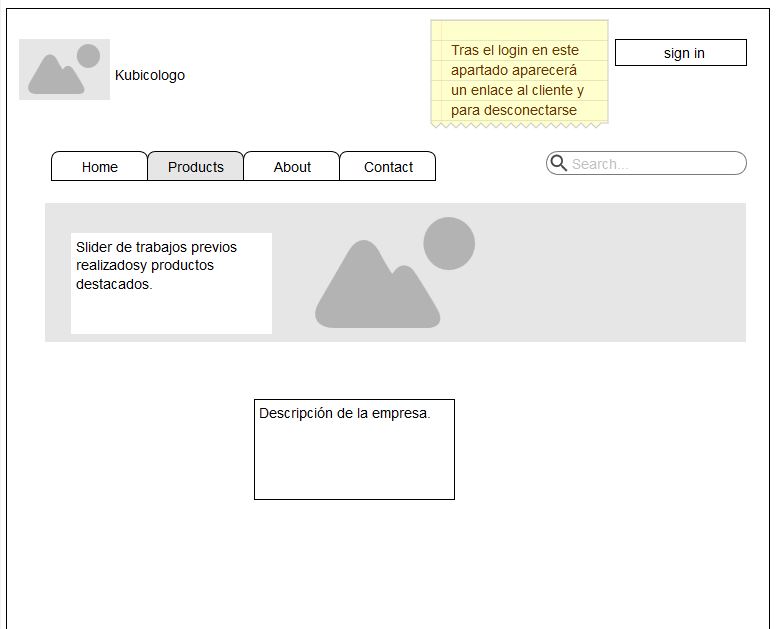 Kubicologo
Tras el login en este
apartado aparecerá
un enlace al cliente y
para desconectarse
sign in
Home
Products
About
Contact
Search...
Slider de trabajos previos
realizadosy productos
destacados.
Descripción de la empresa.